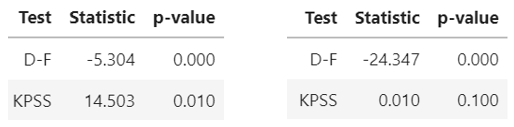 Test Statistic p-value
D-F -5.304 0.000
KPSS 14.503 0.010
Test Statistic p-value
D-F -24.347 0.000
KPSS 0.010 0.100